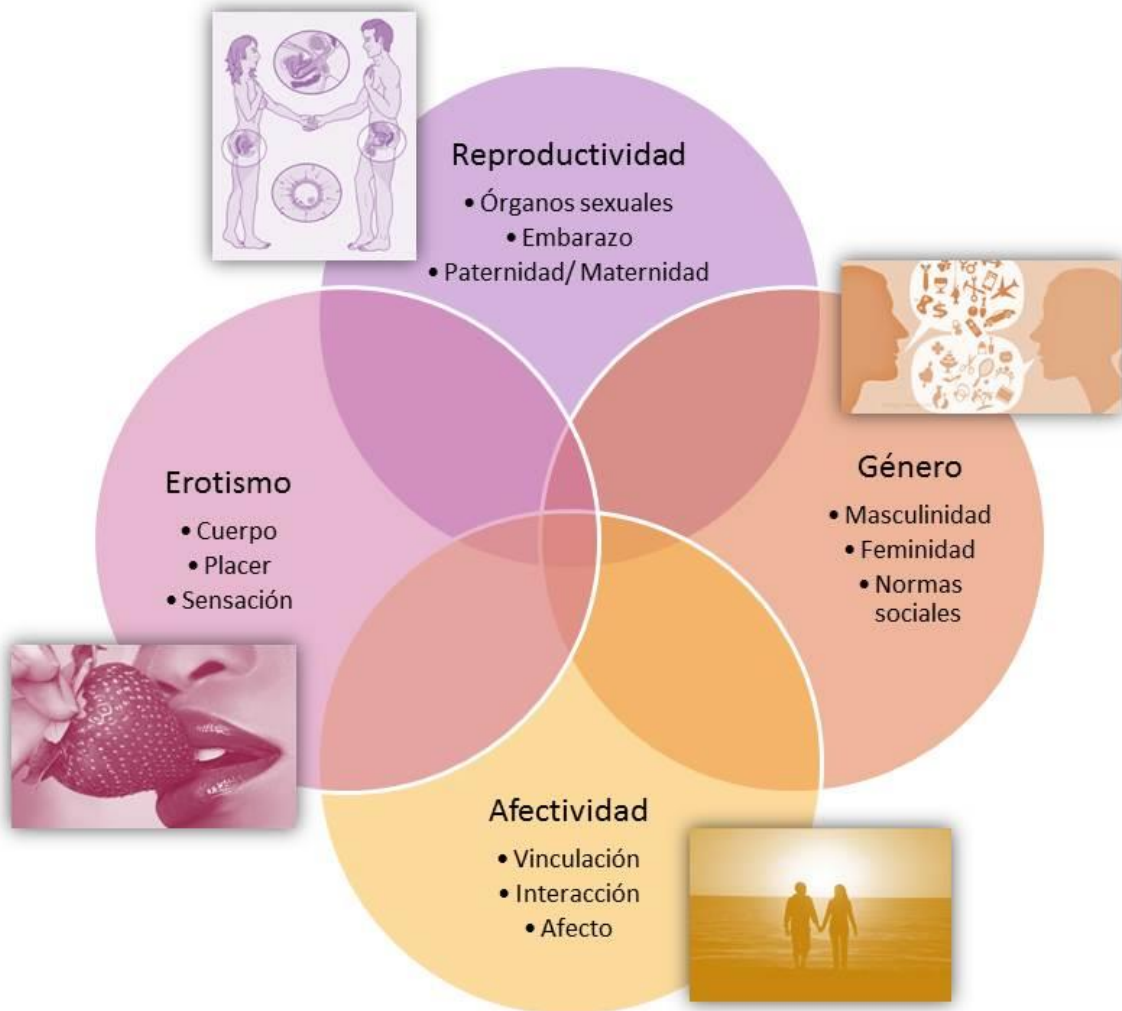 Reproductividad
• Órganos sexuales
• Embarazo
• Paternidad/ Maternidad
Erotismo
• Cuerpo
• Placer
• Sensación
Género
• Masculinidad
• Feminidad
• Normas
sociales
Afectividad
• Vinculación
• Interacción
• Afecto